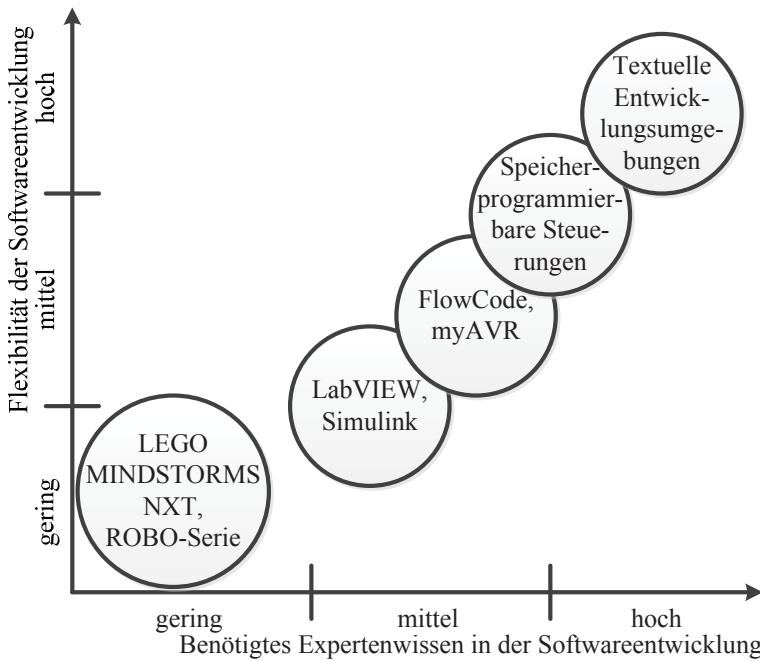 Flexibilität der Softwareentwicklung
hoch
mittel
gering
Textuelle
Entwick-
lungsumge-
bungen
Speicher-
programmier-
bare Steue-
rungen
FlowCode,
myAVR
LabVIEW,
Simulink
LEGO
MINDSTORMS
NXT,
ROBO-Serie
gering
mittel
hoch
Benötigtes Expertenwissen in der Softwareentwicklung